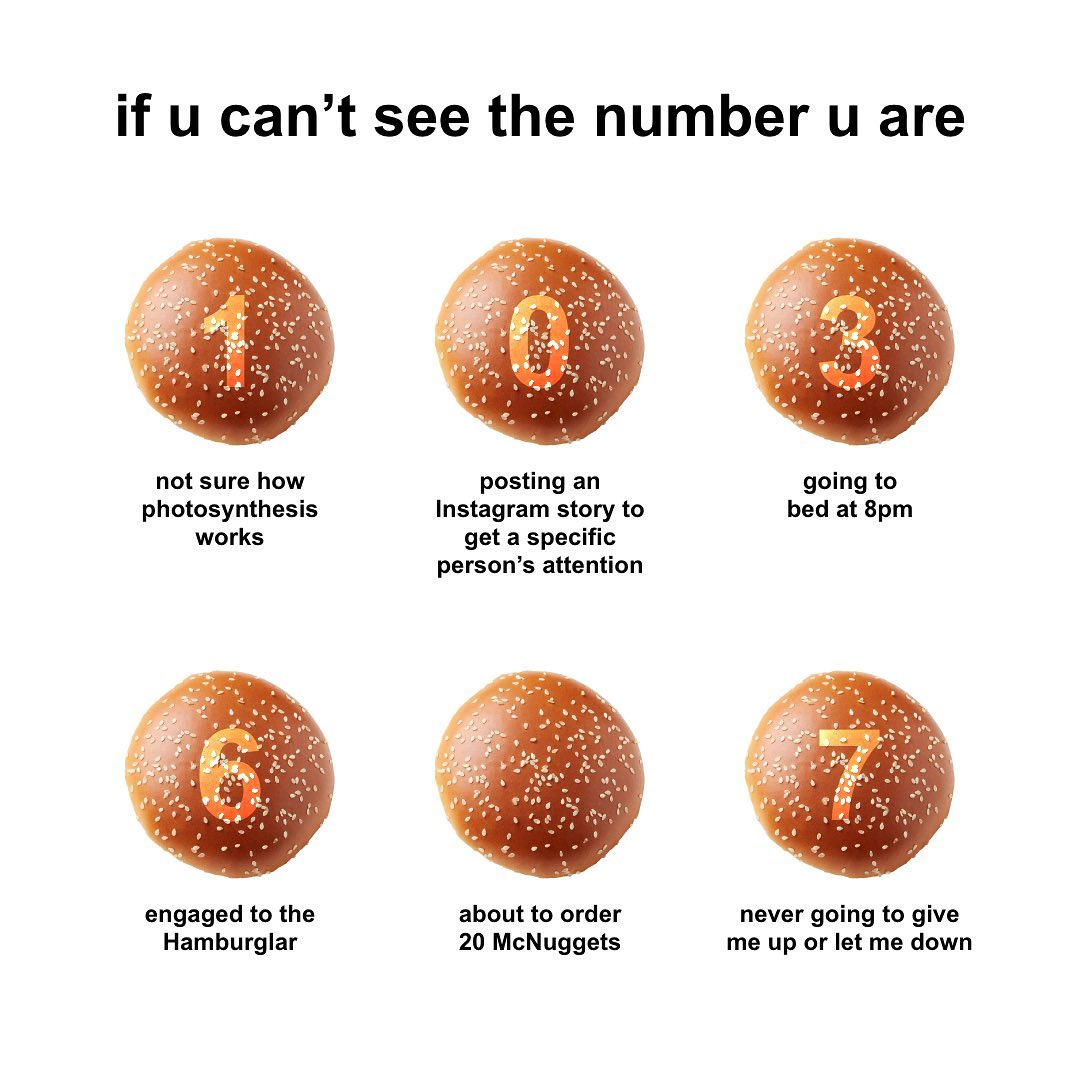 if u can’t see the number u are
1
0
3
not sure how
photosynthesis
works
posting an
Instagram story to
get a specific
person’s attention
going to
bed at 8pm
6
7
engaged to the
Hamburglar
about to order
20 McNuggets
never going to give
me up or let me down